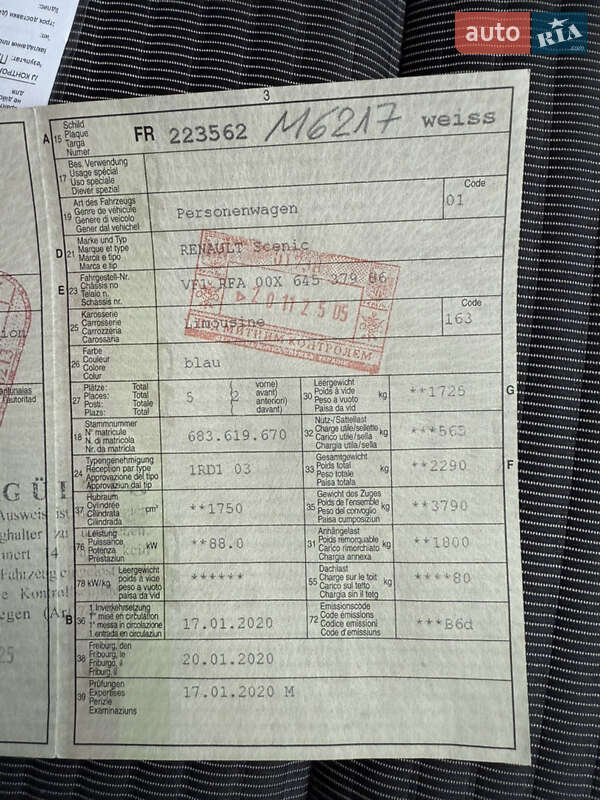 auto RIA
.com
3
A 15 Schild
Plaque
Targa
Numer
FR 223562 M6217 weiss
17 Bes. Verwendung
Usage spécial
Uso speciale
Diever spezial
19 Art des Fahrzeugs
Genre de véhicule
Genere di veicolo
Gener dal vehichel
Personenwagen
Code
01
D 21 Marke und Typ
Marque et type
Marca e tipo
Marca e tip
RENAULT Scenic
E 23 Fahrgestell-Nr.
Châssis no
Telaio n.
Schassis nr.
VF1 RFA 00X 645 379 86
20 11 25 05
25 Karosserie
Carrosserie
Carrozzeria
Carossaria
Limousine
Code
163
МИТНИМ КОНТРОЛЕМ
26 Farbe
Couleur
Colore
Colur
blau
27 Plätze: Total
Places: Total
Posti: Totale
Plazs: Total
5 (2 vorne)
avant)
anteriori)
davant)
30 Leergewicht
Poids à vide
Peso a vuoto
Paisa da vid
kg
**1725
G
18 Stammnummer
N° matricule
N. di matricola
Nr. da matricla
683.619.670
32 Nutz-/Sattellast
Charge utile/sellette
Carico utile/sella
Chargia utila/sella
kg
***565
24 Typengenehmigung
Réception par type
Approvazione del tipo
Approvaziun dal tip
1RD1 03
33 Gesamtgewicht
Poids total
Peso totale
Paisa totala
kg
**2290
F
37 Hubraum
Cylindrée
Cilindrata
Cilindrada
cm³
**1750
35 Gewicht des Zuges
Poids de l'ensemble
Peso del convoglio
Paisa cumposiziun
kg
**3790
76 Leistung
Puissance
Potenza
Prestaziun
kW
**88.0
31 Anhängelast
Poids remorquable
Carico rimorchiato
Chargia annexa
kg
**1800
78 kW/kg Leergewicht
poids à vide
peso a vuoto
paisa da vid
******
55 Dachlast
Charge sur le toit
Carico sul tetto
Chargia sin il tetg
kg
****80
B 36 1. Inverkehrsetzung
1re mise en circulation
1a messa in circolazione
1. entrada en circulaziun
17.01.2020
72 Emissionscode
Code émissions
Codice emissioni
Code d'emissiuns
***B6d
38 Freiburg, den
Fribourg, le
Friburgo, il
Friburg, il
20.01.2020
39 Prüfungen
Expertises
Perizie
Examinaziuns
17.01.2020 M